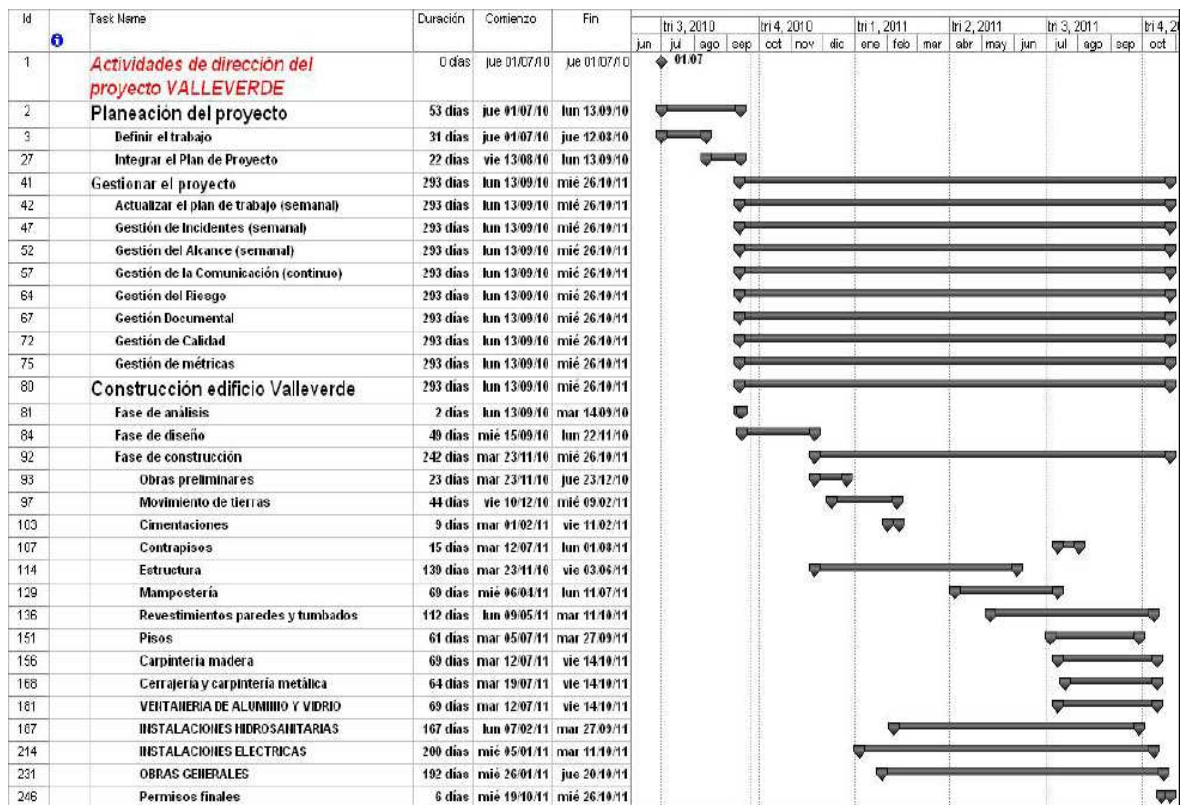 Id Task Name Duración Comienzo Fin tri 3, 2010 tri 4, 2010 tri 1, 2011 tri 2, 2011 tri 3, 2011 tri 4, 2
jun jul ago sep oct nov dic ene feb mar abr may jun jul ago sep oct
1 Actividades de dirección del 0 días jue 01/07/10 jue 01/07/10 01/07
proyecto VALLEVERDE
2 Planeación del proyecto 53 días jue 01/07/10 lun 13/09/10
3 Definir el trabajo 31 días jue 01/07/10 jue 12/08/10
27 Integrar el Plan de Proyecto 22 días vie 13/08/10 lun 13/09/10
41 Gestionar el proyecto 293 días lun 13/09/10 mié 26/10/11
42 Actualizar el plan de trabajo (semanal) 293 días lun 13/09/10 mié 26/10/11
47 Gestión de Incidentes (semanal) 293 días lun 13/09/10 mié 26/10/11
52 Gestión del Alcance (semanal) 293 días lun 13/09/10 mié 26/10/11
57 Gestión de la Comunicación (continuo) 293 días lun 13/09/10 mié 26/10/11
64 Gestión del Riesgo 293 días lun 13/09/10 mié 26/10/11
67 Gestión Documental 293 días lun 13/09/10 mié 26/10/11
72 Gestión de Calidad 293 días lun 13/09/10 mié 26/10/11
75 Gestión de métricas 293 días lun 13/09/10 mié 26/10/11
80 Construcción edificio Valleverde 293 días lun 13/09/10 mié 26/10/11
81 Fase de análisis 2 días lun 13/09/10 mar 14/09/10
84 Fase de diseño 49 días mié 15/09/10 lun 22/11/10
92 Fase de construcción 242 días mar 23/11/10 mié 26/10/11
93 Obras preliminares 23 días mar 23/11/10 jue 23/12/10
97 Movimiento de tierras 44 días vie 10/12/10 mié 09/02/11
103 Cimentaciones 9 días mar 01/02/11 vie 11/02/11
107 Contrapisos 15 días mar 12/07/11 lun 01/08/11
114 Estructura 139 días mar 23/11/10 vie 03/06/11
129 Mampostería 69 días mié 06/04/11 lun 11/07/11
136 Revestimientos paredes y tumbados 112 días lun 09/05/11 mar 11/10/11
151 Pisos 61 días mar 05/07/11 mar 27/09/11
156 Carpintería madera 69 días mar 12/07/11 vie 14/10/11
168 Cerrajería y carpintería metálica 64 días mar 19/07/11 vie 14/10/11
181 VENTANERIA DE ALUMINIO Y VIDRIO 69 días mar 12/07/11 vie 14/10/11
187 INSTALACIONES HIDROSANITARIAS 167 días lun 07/02/11 mar 27/09/11
214 INSTALACIONES ELECTRICAS 200 días mié 05/01/11 mar 11/10/11
231 OBRAS GENERALES 192 días mié 26/01/11 jue 20/10/11
246 Permisos finales 6 días mié 19/10/11 mié 26/10/11